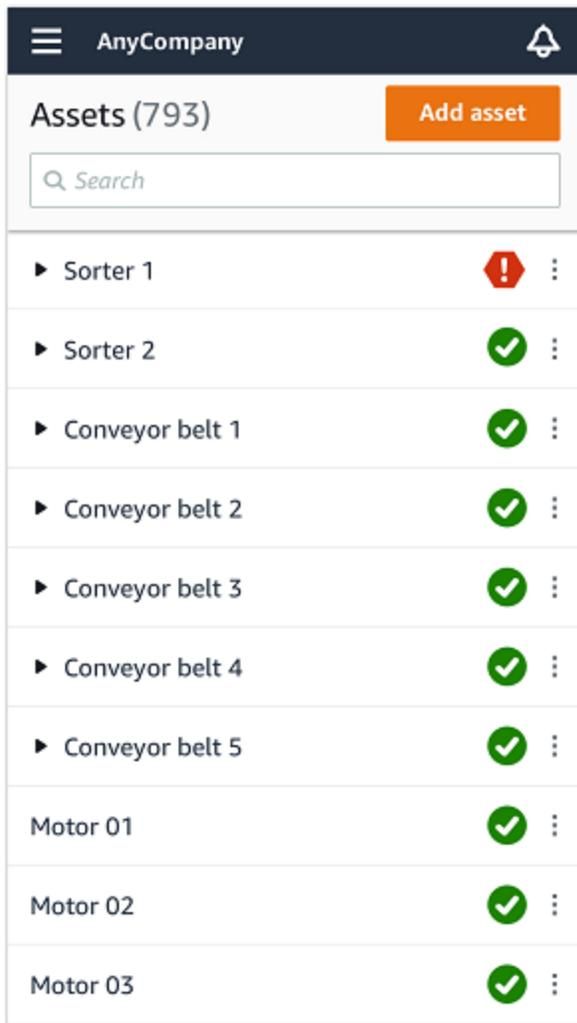 AnyCompany
Assets (793)
Add asset
Search
Sorter 1
Sorter 2
Conveyor belt 1
Conveyor belt 2
Conveyor belt 3
Conveyor belt 4
Conveyor belt 5
Motor 01
Motor 02
Motor 03